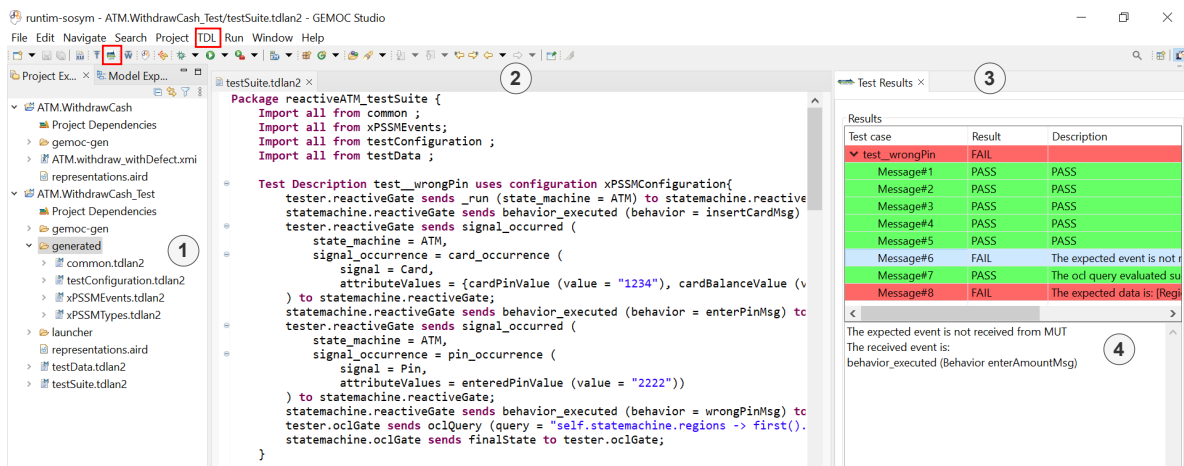 runtim-sosym - ATM.WithdrawCash_Test/testSuite.tdlan2 - GEMOC Studio
File Edit Navigate Search Project TDL Run Window Help
Project Ex... Model Exp...
ATM.WithdrawCash
Project Dependencies
gemoc-gen
ATM.withdraw_withDefect.xmi
representations.aird
ATM.WithdrawCash_Test
Project Dependencies
gemoc-gen
generated
common.tdlan2
testConfiguration.tdlan2
xPSSMEvents.tdlan2
xPSSMTypes.tdlan2
launcher
representations.aird
testData.tdlan2
testSuite.tdlan2
1
testSuite.tdlan2
2
Package reactiveATM_testSuite {
Import all from common ;
Import all from xPSSMEvents;
Import all from testConfiguration ;
Import all from testData ;
Test Description test__wrongPin uses configuration xPSSMConfiguration{
tester.reactiveGate sends _run (state_machine = ATM) to statemachine.reactive
statemachine.reactiveGate sends behavior_executed (behavior = insertCardMsg)
tester.reactiveGate sends signal_occurred (
state_machine = ATM,
signal_occurrence = card_occurrence (
signal = Card,
attributeValues = {cardPinValue (value = "1234"), cardBalanceValue (v
) to statemachine.reactiveGate;
statemachine.reactiveGate sends behavior_executed (behavior = enterPinMsg) to
tester.reactiveGate sends signal_occurred (
state_machine = ATM,
signal_occurrence = pin_occurrence (
signal = Pin,
attributeValues = enteredPinValue (value = "2222"))
) to statemachine.reactiveGate;
statemachine.reactiveGate sends behavior_executed (behavior = wrongPinMsg) to
tester.oclGate sends oclQuery (query = "self.statemachine.regions -> first().
statemachine.oclGate sends finalState to tester.oclGate;
}
Test Results
3
Results
Test case Result Description
test_wrongPin FAIL
Message#1 PASS PASS
Message#2 PASS PASS
Message#3 PASS PASS
Message#4 PASS PASS
Message#5 PASS PASS
Message#6 FAIL The expected event is not r
Message#7 PASS The ocl query evaluated su
Message#8 FAIL The expected data is: [Regi
The expected event is not received from MUT
The received event is:
behavior_executed (Behavior enterAmountMsg)
4